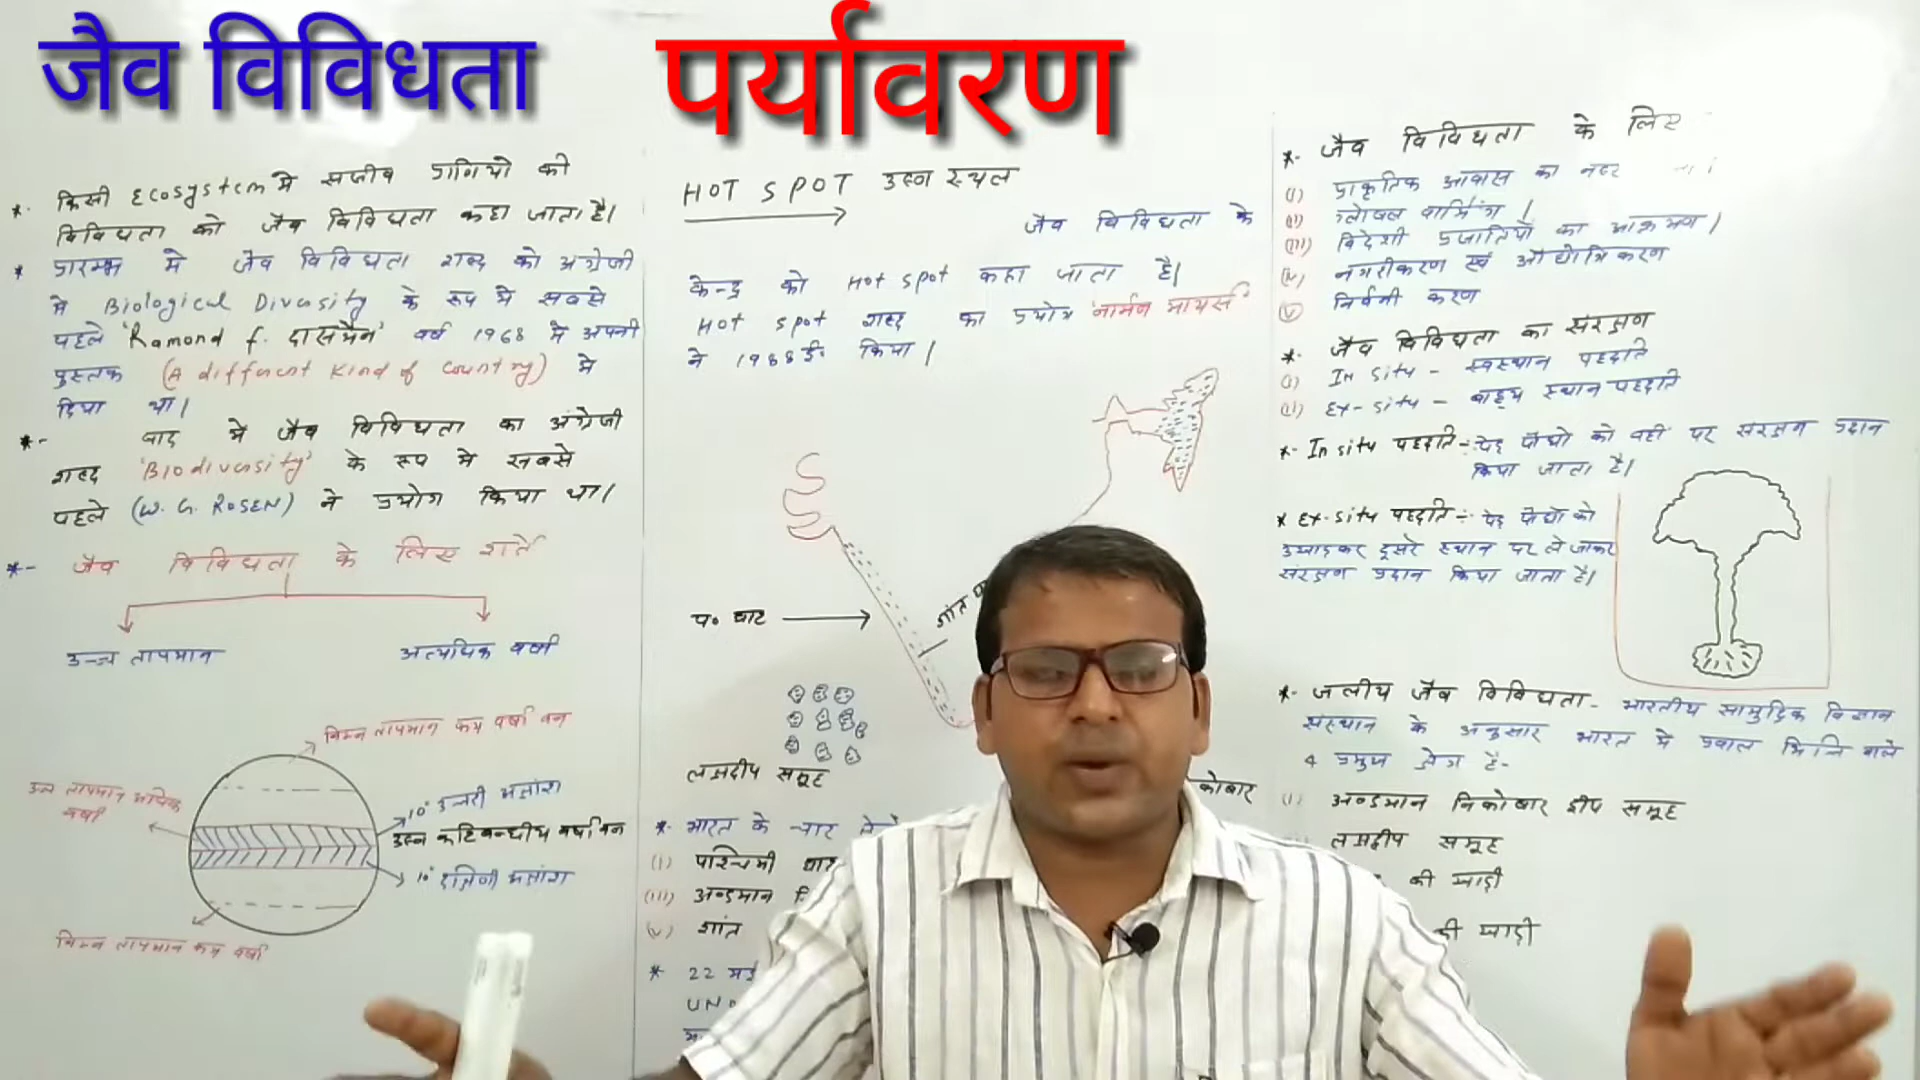 जैव विविधता
पर्यावरण
*- किसी Ecosystem मे सजीव प्राणियो की
विविधता को जैव विविधता कहा जाता है।
* प्रारम्भ मे जैव विविधता शब्द को अंग्रेजी
मे Biological Diversity के रूप मे सबसे
पहले 'Ramond f. दासमैन' वर्ष 1968 मे अपनी
पुस्तक (A different Kind of Country) मे
दिया था।
*- बाद मे जैव विविधता का अंग्रेजी
शब्द 'Biodiversity' के रूप मे सबसे
पहले (W. G. ROSEN) ने प्रयोग किया था।
*- जैव विविधता के लिए शर्ते
उच्च तापमान
अत्यधिक वर्षा
निम्न तापमान कम वर्षा वन
उच्च तापमान अधिक
वर्षा
10° उत्तरी अक्षांश
उष्ण कटिबन्धीय वर्षा वन
10° दक्षिणी अक्षांश
निम्न तापमान कम वर्षा
HOT SPOT उष्ण स्थल
जैव विविधता के
केन्द्र को Hot Spot कहा जाता है।
Hot Spot शब्द का प्रयोग 'नार्मन मायर्स'
ने 1988 ई॰ किया।
प॰ घाट
शांत
लक्षद्वीप समूह
कोबार
*- भारत के चार
(i) पश्चिमी घाट
(iii) अण्डमान
शांत
* 22 मई
UN
*- जैव विविधता के लिए
(i) प्राकृतिक आवास का नष्ट
(ii) ग्लोबल वार्मिंग।
(iii) विदेशी प्रजातियों का आक्रमण।
(iv) नगरीकरण एवं औद्योगिकरण
(v) निर्वनीकरण
*- जैव विविधता का संरक्षण
(i) In situ - स्वस्थान पद्दति
(ii) Ex-situ - बाह्य स्थान पद्दति
*- In situ पद्दति ÷ पेड़ पौधो को वही पर संरक्षण प्रदान
किया जाता है।
* Ex-situ पद्दति ÷ पेड़ पौधो को
उखाड़कर दूसरे स्थान पर ले जाकर
संरक्षण प्रदान किया जाता है।
*- जलीय जैव विविधता - भारतीय सामुद्रिक विज्ञान
संस्थान के अनुसार भारत मे प्रवाल भित्ति वाले
4 प्रमुख क्षेत्र है-
(i) अण्डमान निकोबार द्वीप समूह
लक्षद्वीप समूह
की खाड़ी
की खाड़ी